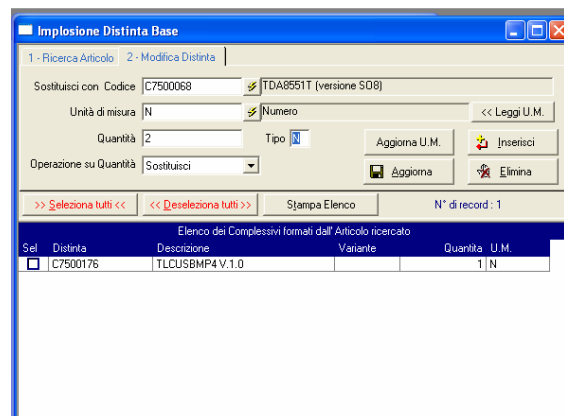 Implosione Distinta Base
1 - Ricerca Articolo 2 - Modifica Distinta
Sostituisci con Codice C7500068 TDA8551T (versione SO8)
Unità di misura N Numero << Leggi U.M.
Quantità 2 Tipo N Aggiorna U.M. Inserisci
Operazione su Quantità Sostituisci Aggiorna Elimina
>> Seleziona tutti << << Deseleziona tutti >> Stampa Elenco N° di record : 1
Elenco dei Complessivi formati dall' Articolo ricercato
Sel Distinta Descrizione Variante Quantita U.M.
C7500176 TLCUSBMP4 V.1.0 1 N